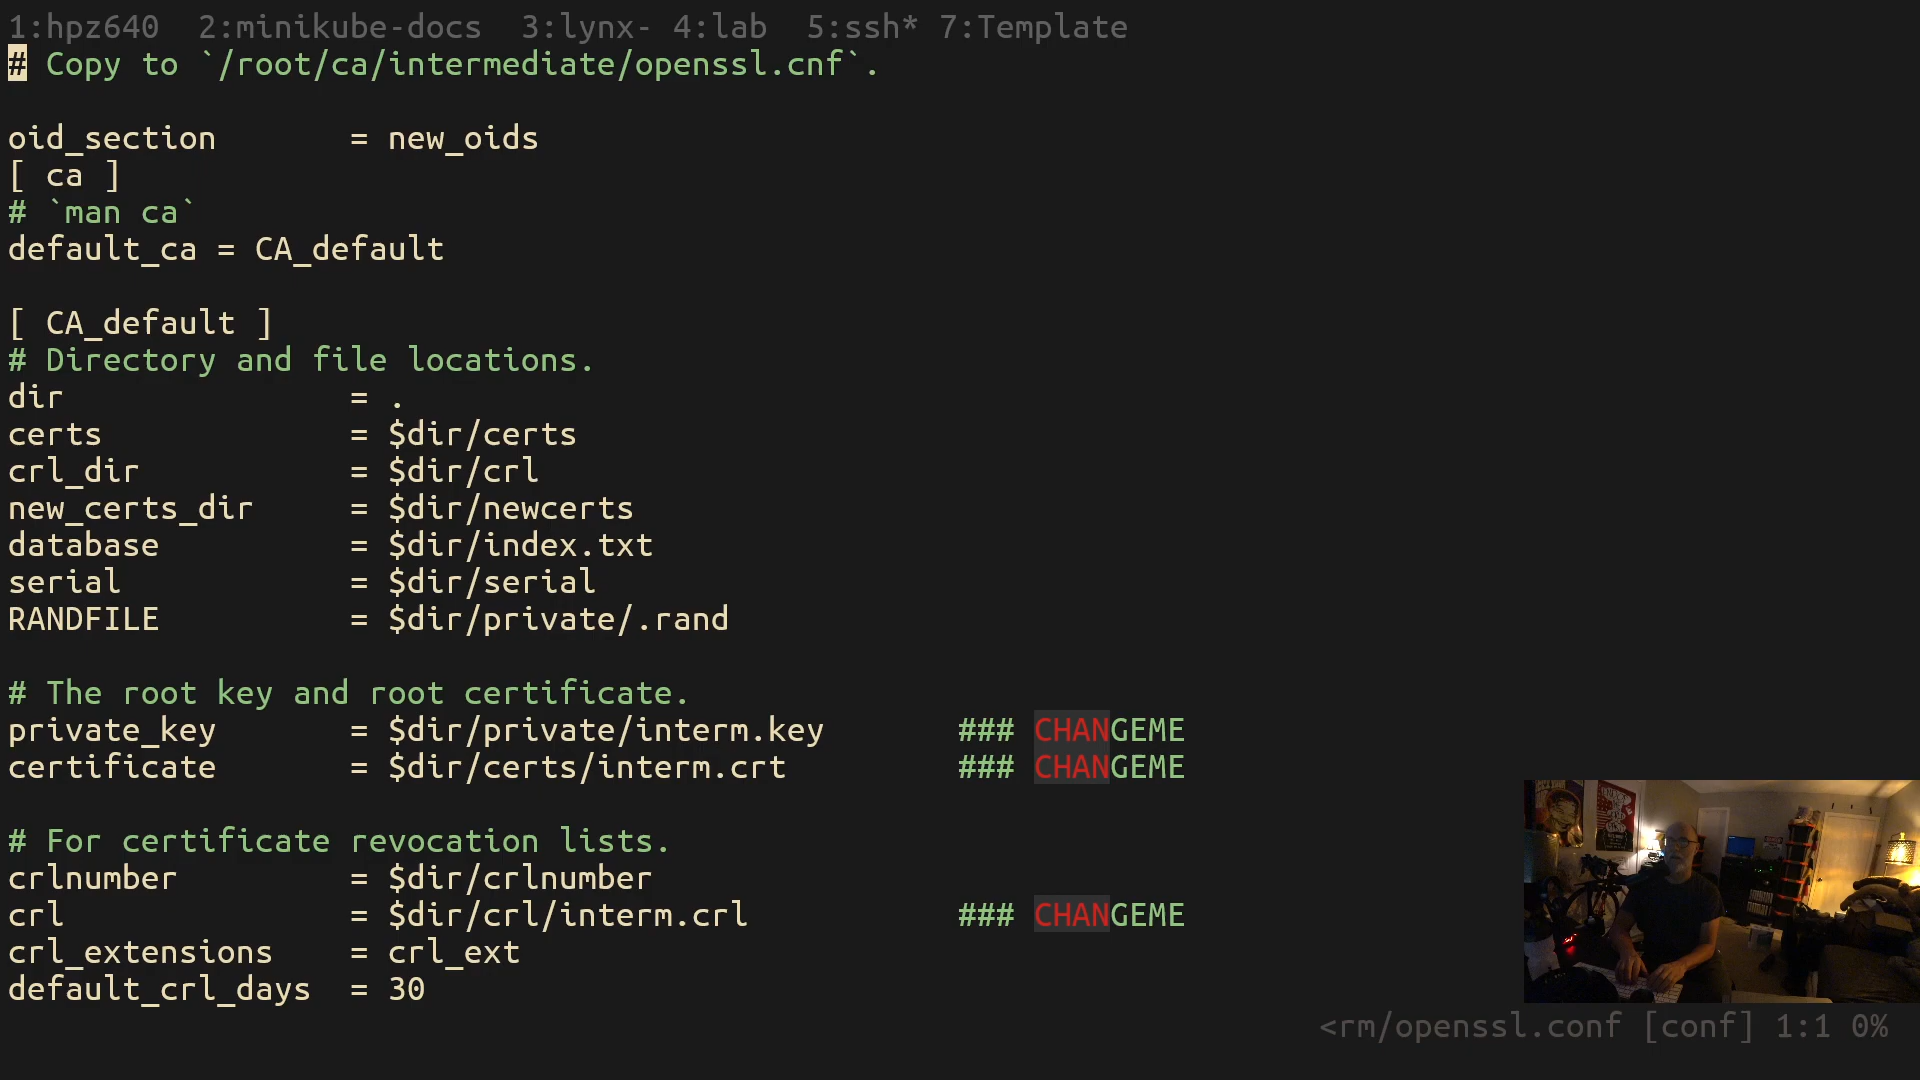 1:hpz640  2:minikube-docs  3:lynx- 4:lab  5:ssh* 7:Template
# Copy to `/root/ca/intermediate/openssl.cnf`.
oid_section       = new_oids
[ ca ]
# `man ca`
default_ca = CA_default
[ CA_default ]
# Directory and file locations.
dir               = .
certs             = $dir/certs
crl_dir           = $dir/crl
new_certs_dir     = $dir/newcerts
database          = $dir/index.txt
serial            = $dir/serial
RANDFILE          = $dir/private/.rand
# The root key and root certificate.
private_key       = $dir/private/interm.key       ### CHANGEME
certificate       = $dir/certs/interm.crt         ### CHANGEME
# For certificate revocation lists.
crlnumber         = $dir/crlnumber
crl               = $dir/crl/interm.crl           ### CHANGEME
crl_extensions    = crl_ext
default_crl_days  = 30
<rm/openssl.conf [conf] 1:1 0%